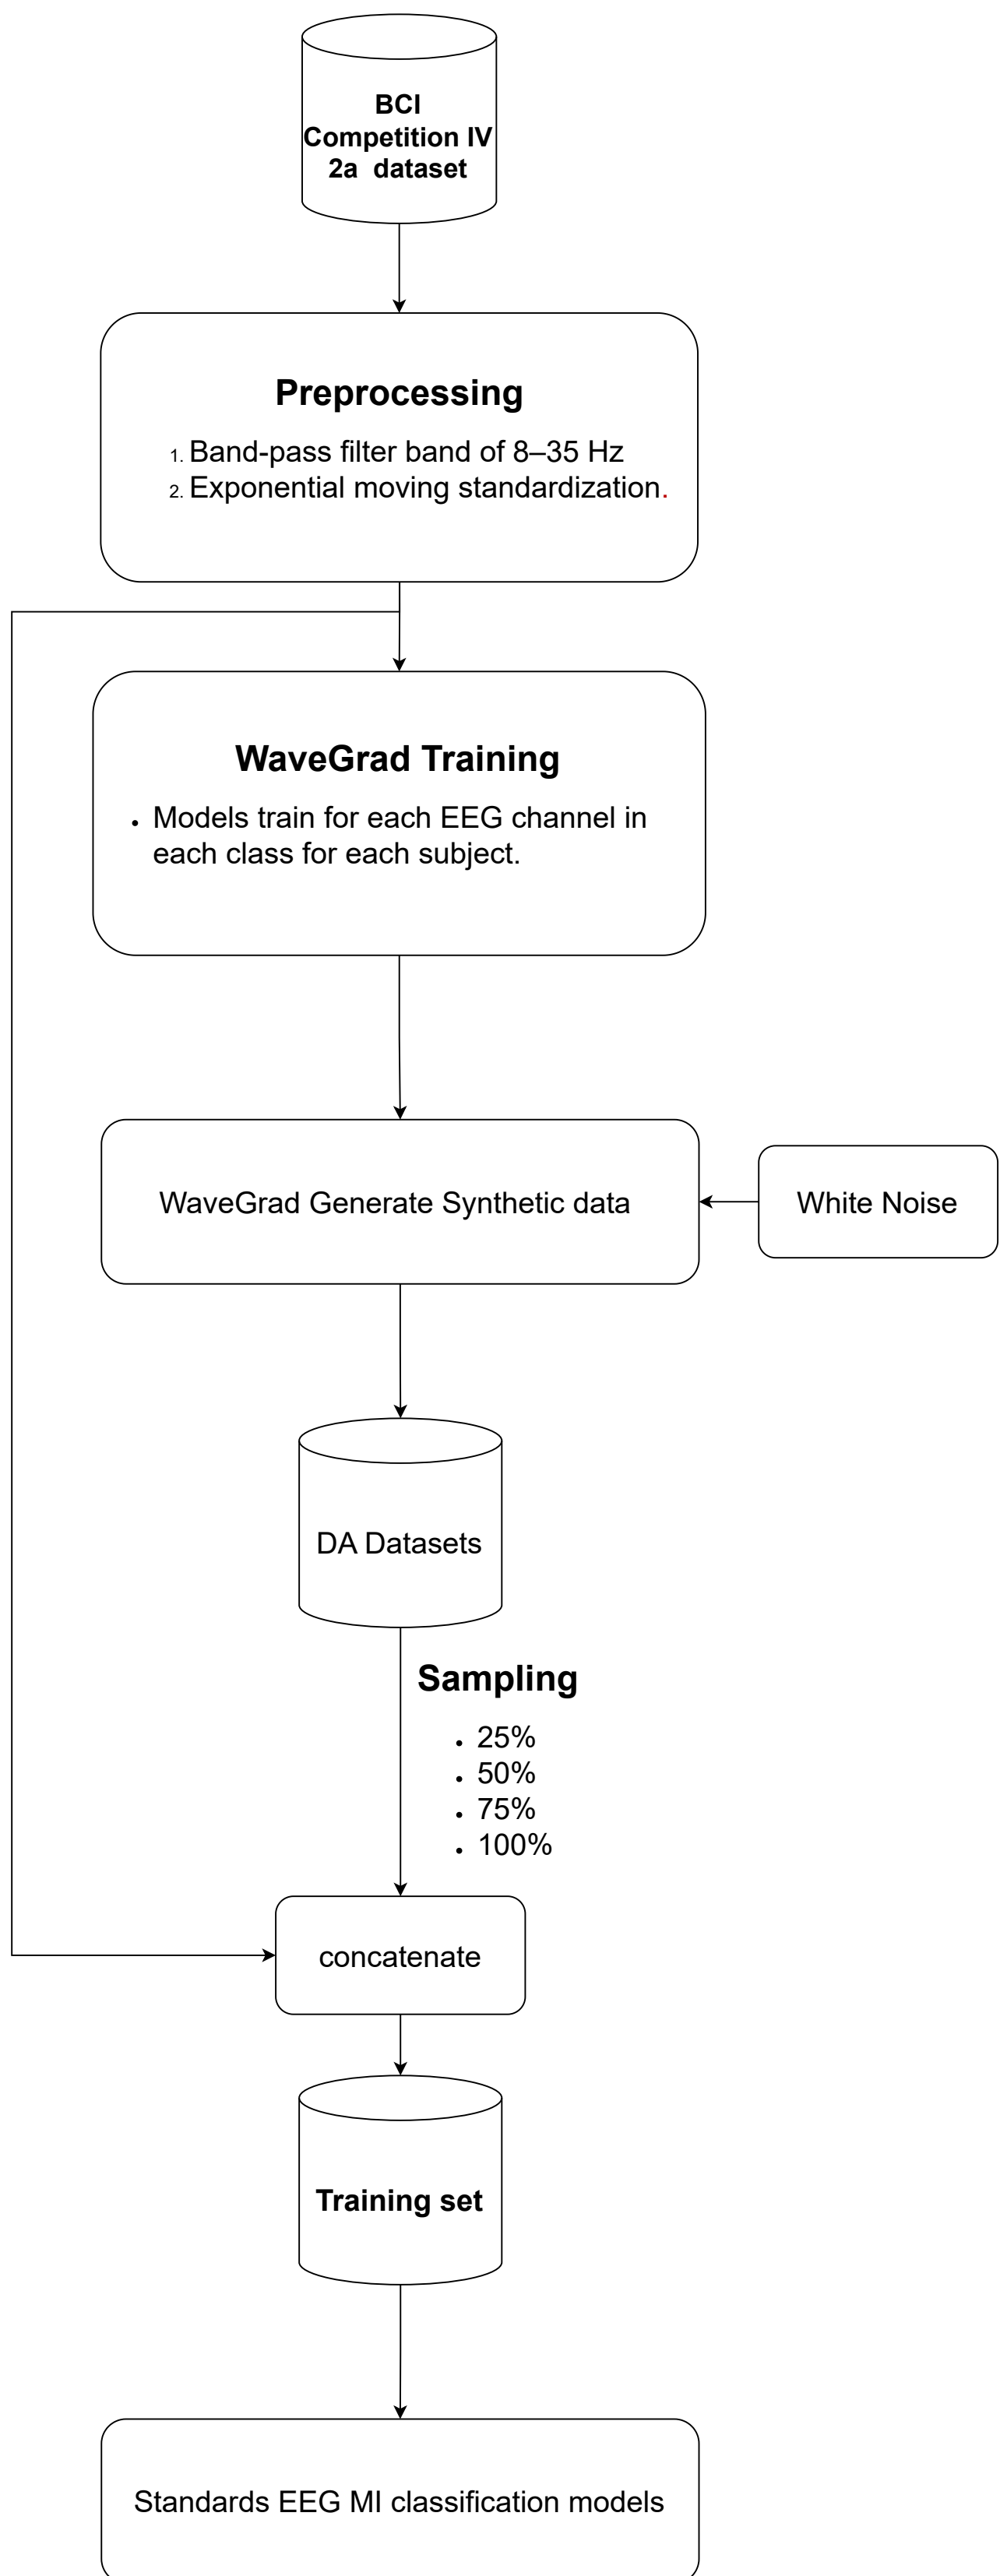 BCI
Competition IV
2a dataset
Preprocessing
1. Band-pass filter band of 8–35 Hz
2. Exponential moving standardization.
WaveGrad Training
• Models train for each EEG channel in
each class for each subject.
WaveGrad Generate Synthetic data
White Noise
DA Datasets
Sampling
• 25%
• 50%
• 75%
• 100%
concatenate
Training set
Standards EEG MI classification models